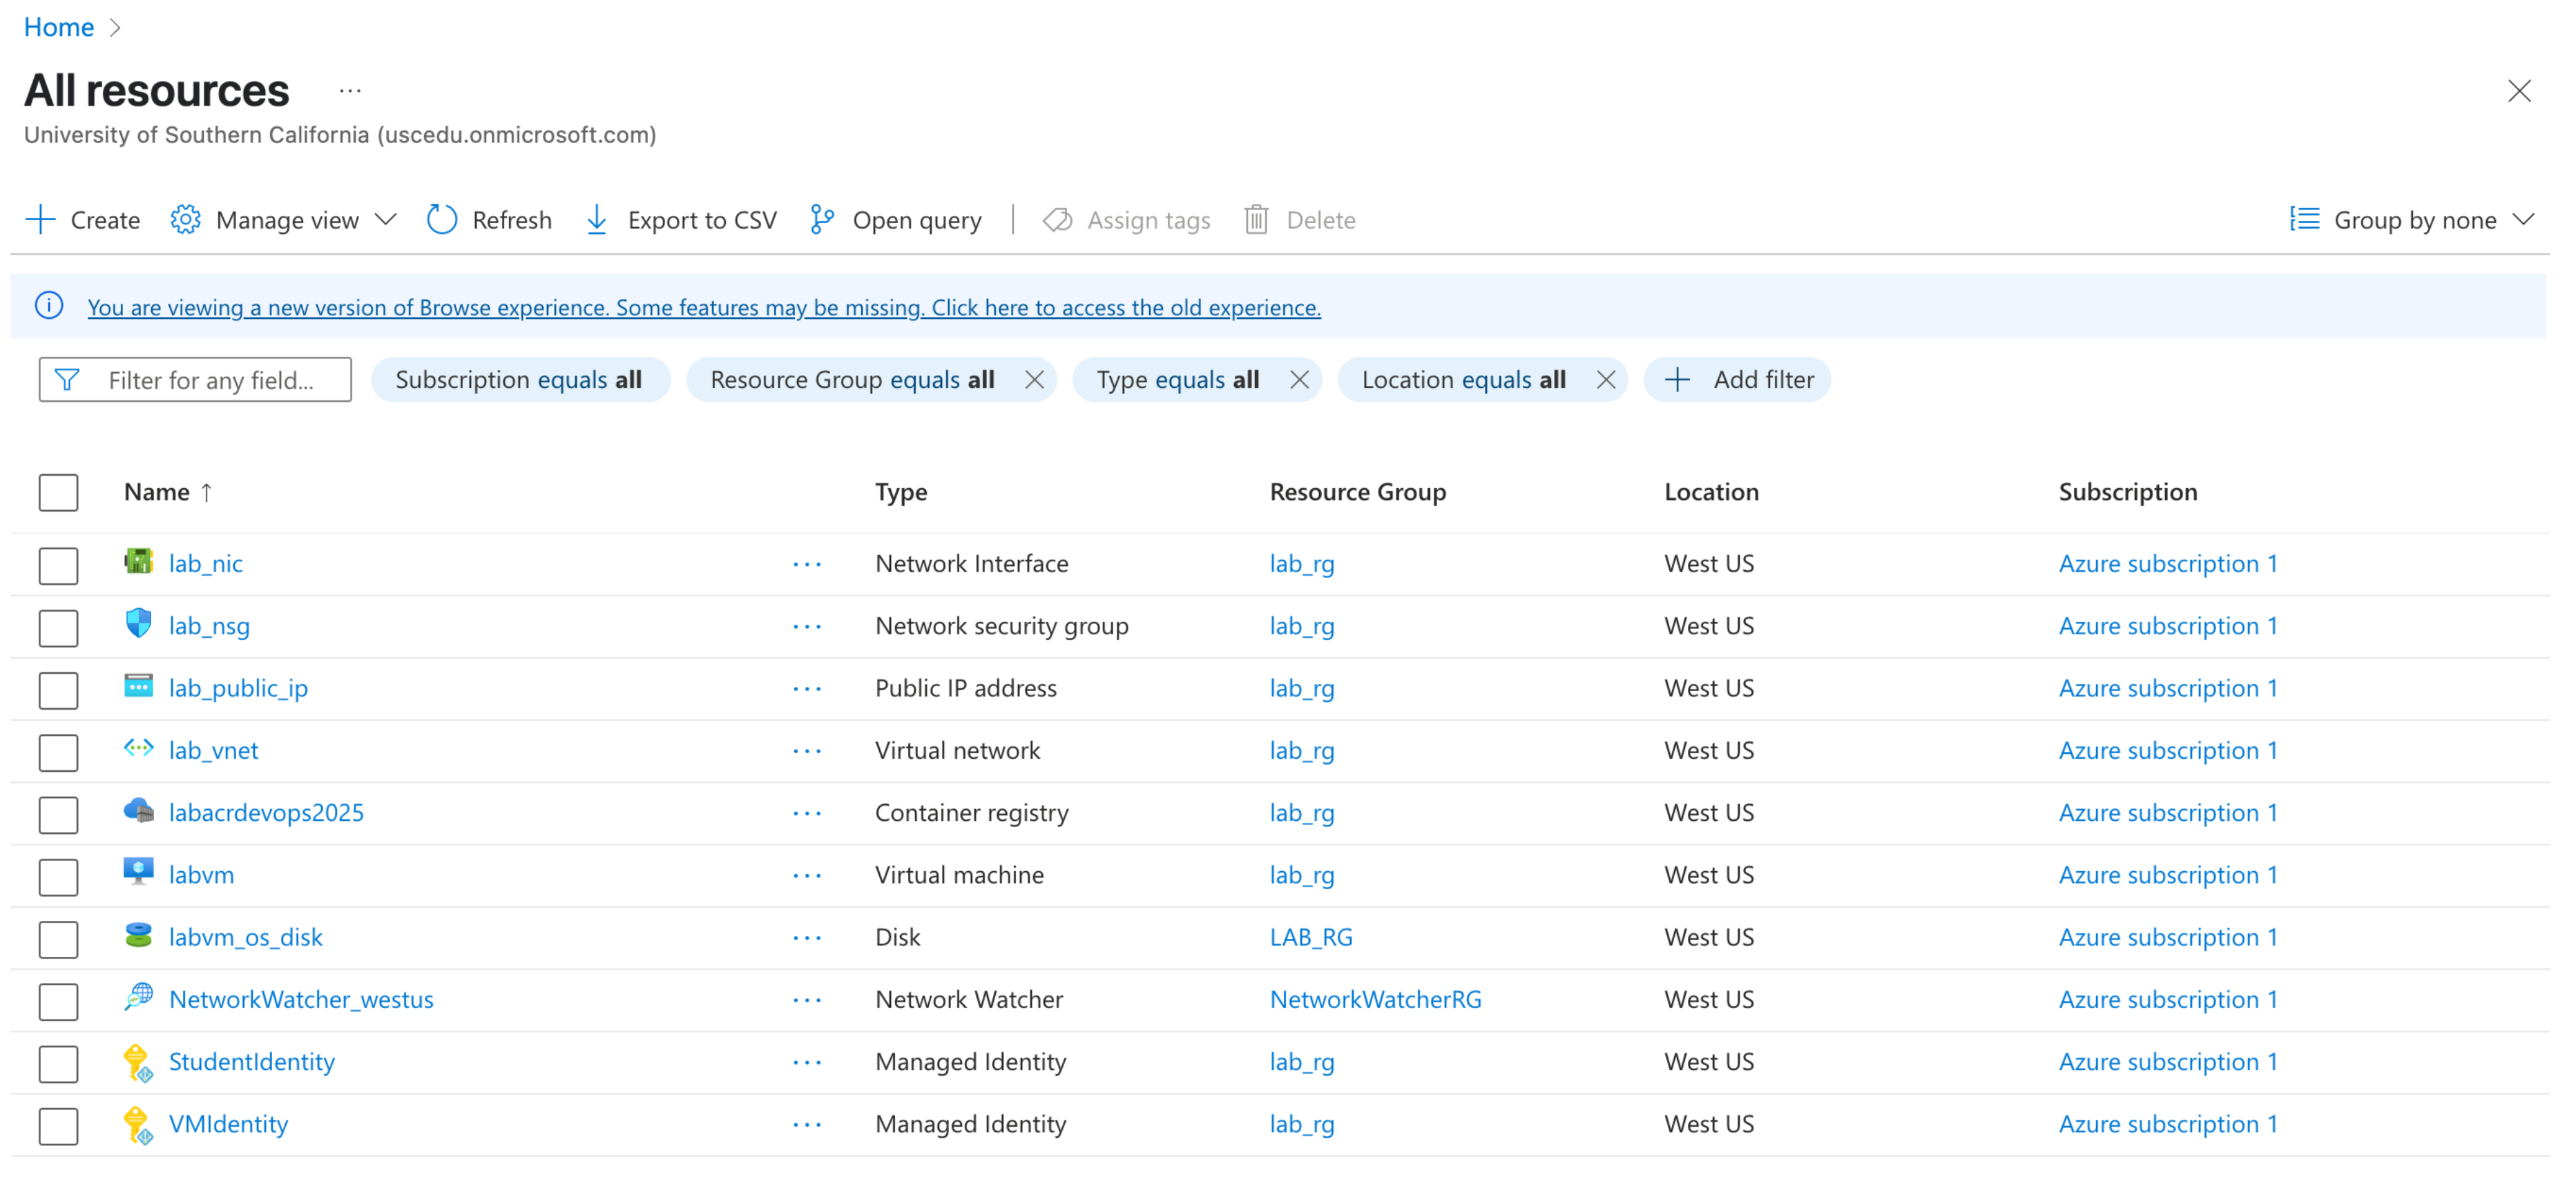 Home
All resources ...
University of Southern California (uscedu.onmicrosoft.com)
Create Manage view Refresh Export to CSV Open query Assign tags Delete Group by none
You are viewing a new version of Browse experience. Some features may be missing. Click here to access the old experience.
Filter for any field... Subscription equals all Resource Group equals all Type equals all Location equals all Add filter
Name ↑ Type Resource Group Location Subscription
lab_nic ... Network Interface lab_rg West US Azure subscription 1
lab_nsg ... Network security group lab_rg West US Azure subscription 1
lab_public_ip ... Public IP address lab_rg West US Azure subscription 1
lab_vnet ... Virtual network lab_rg West US Azure subscription 1
labacrdevops2025 ... Container registry lab_rg West US Azure subscription 1
labvm ... Virtual machine lab_rg West US Azure subscription 1
labvm_os_disk ... Disk LAB_RG West US Azure subscription 1
NetworkWatcher_westus ... Network Watcher NetworkWatcherRG West US Azure subscription 1
StudentIdentity ... Managed Identity lab_rg West US Azure subscription 1
VMIdentity ... Managed Identity lab_rg West US Azure subscription 1